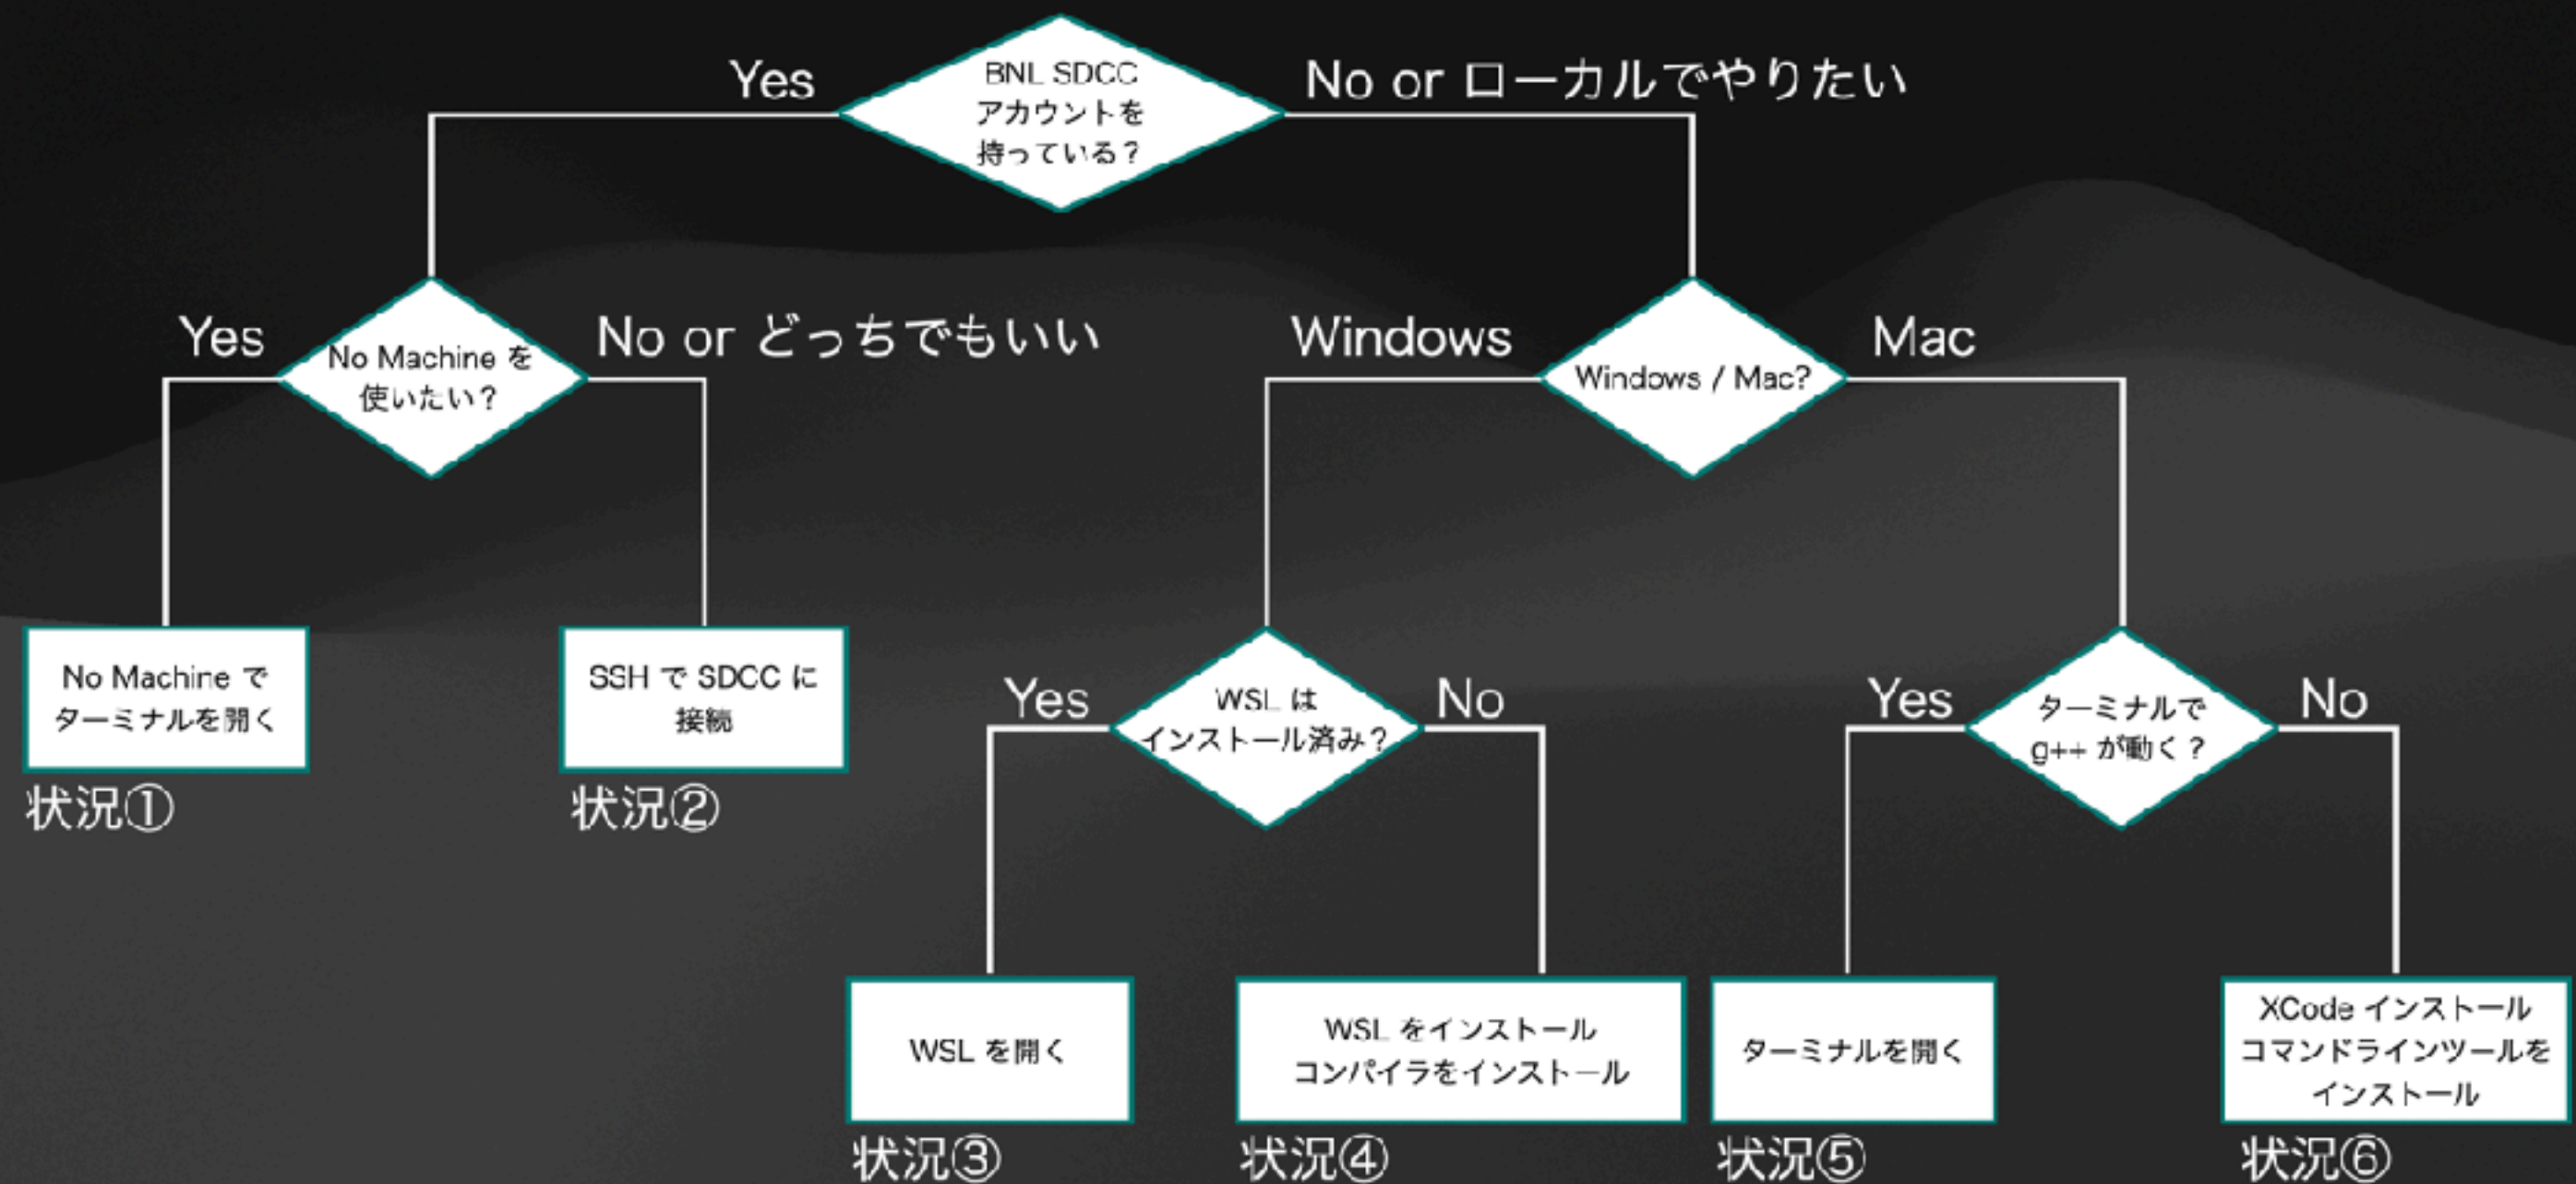 BNL SDCC
アカウントを
持っている？
Yes
No or ローカルでやりたい
No Machine を
使いたい？
Yes
No or どっちでもいい
Windows / Mac?
Windows
Mac
No Machine で
ターミナルを開く
状況①
SSH で SDCC に
接続
状況②
WSL は
インストール済み？
Yes
No
ターミナルで
g++ が動く？
Yes
No
WSL を開く
状況③
WSL をインストール
コンパイラをインストール
状況④
ターミナルを開く
状況⑤
XCode インストール
コマンドラインツールを
インストール
状況⑥